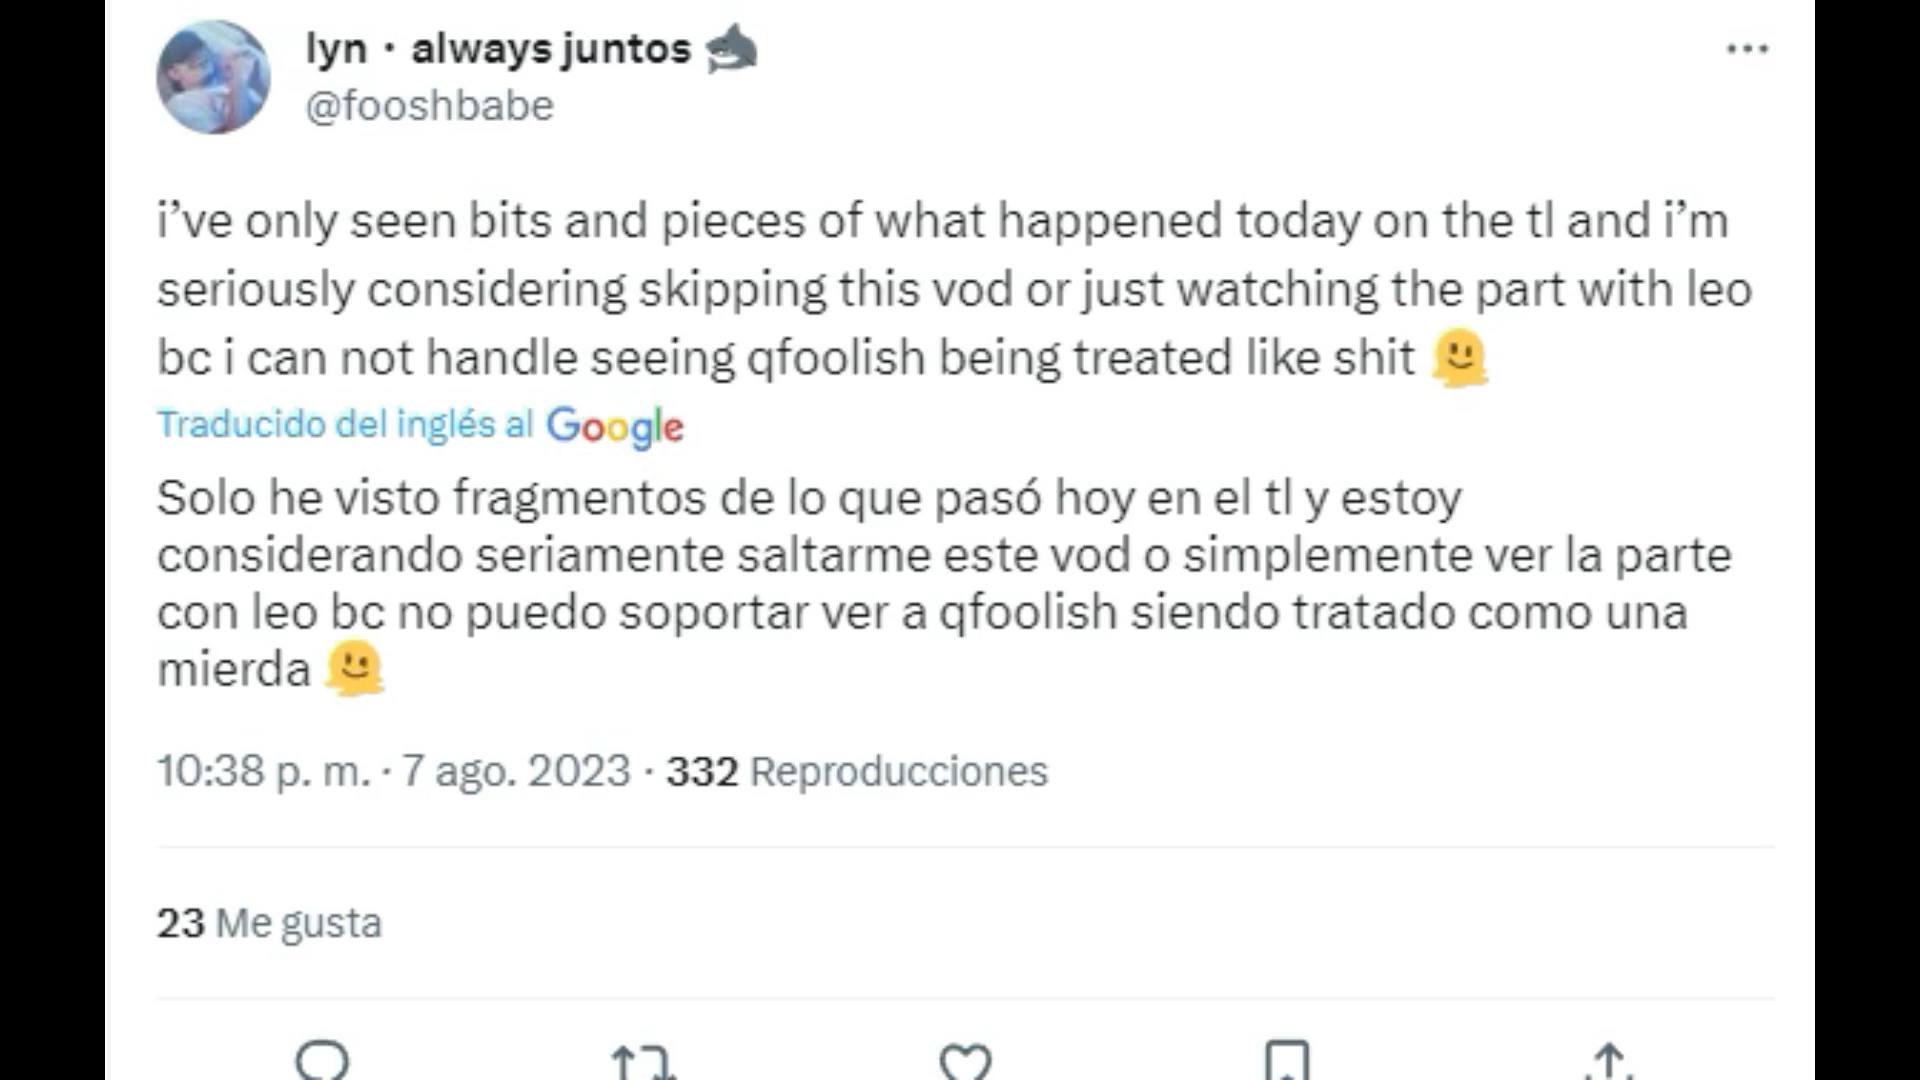 lyn · always juntos 🦈
@fooshbabe
i’ve only seen bits and pieces of what happened today on the tl and i’m
seriously considering skipping this vod or just watching the part with leo
bc i can not handle seeing qfoolish being treated like shit 🫠
Traducido del inglés al Google
Solo he visto fragmentos de lo que pasó hoy en el tl y estoy
considerando seriamente saltarme este vod o simplemente ver la parte
con leo bc no puedo soportar ver a qfoolish siendo tratado como una
mierda 🫠
10:38 p. m. · 7 ago. 2023 · 332 Reproducciones
23 Me gusta